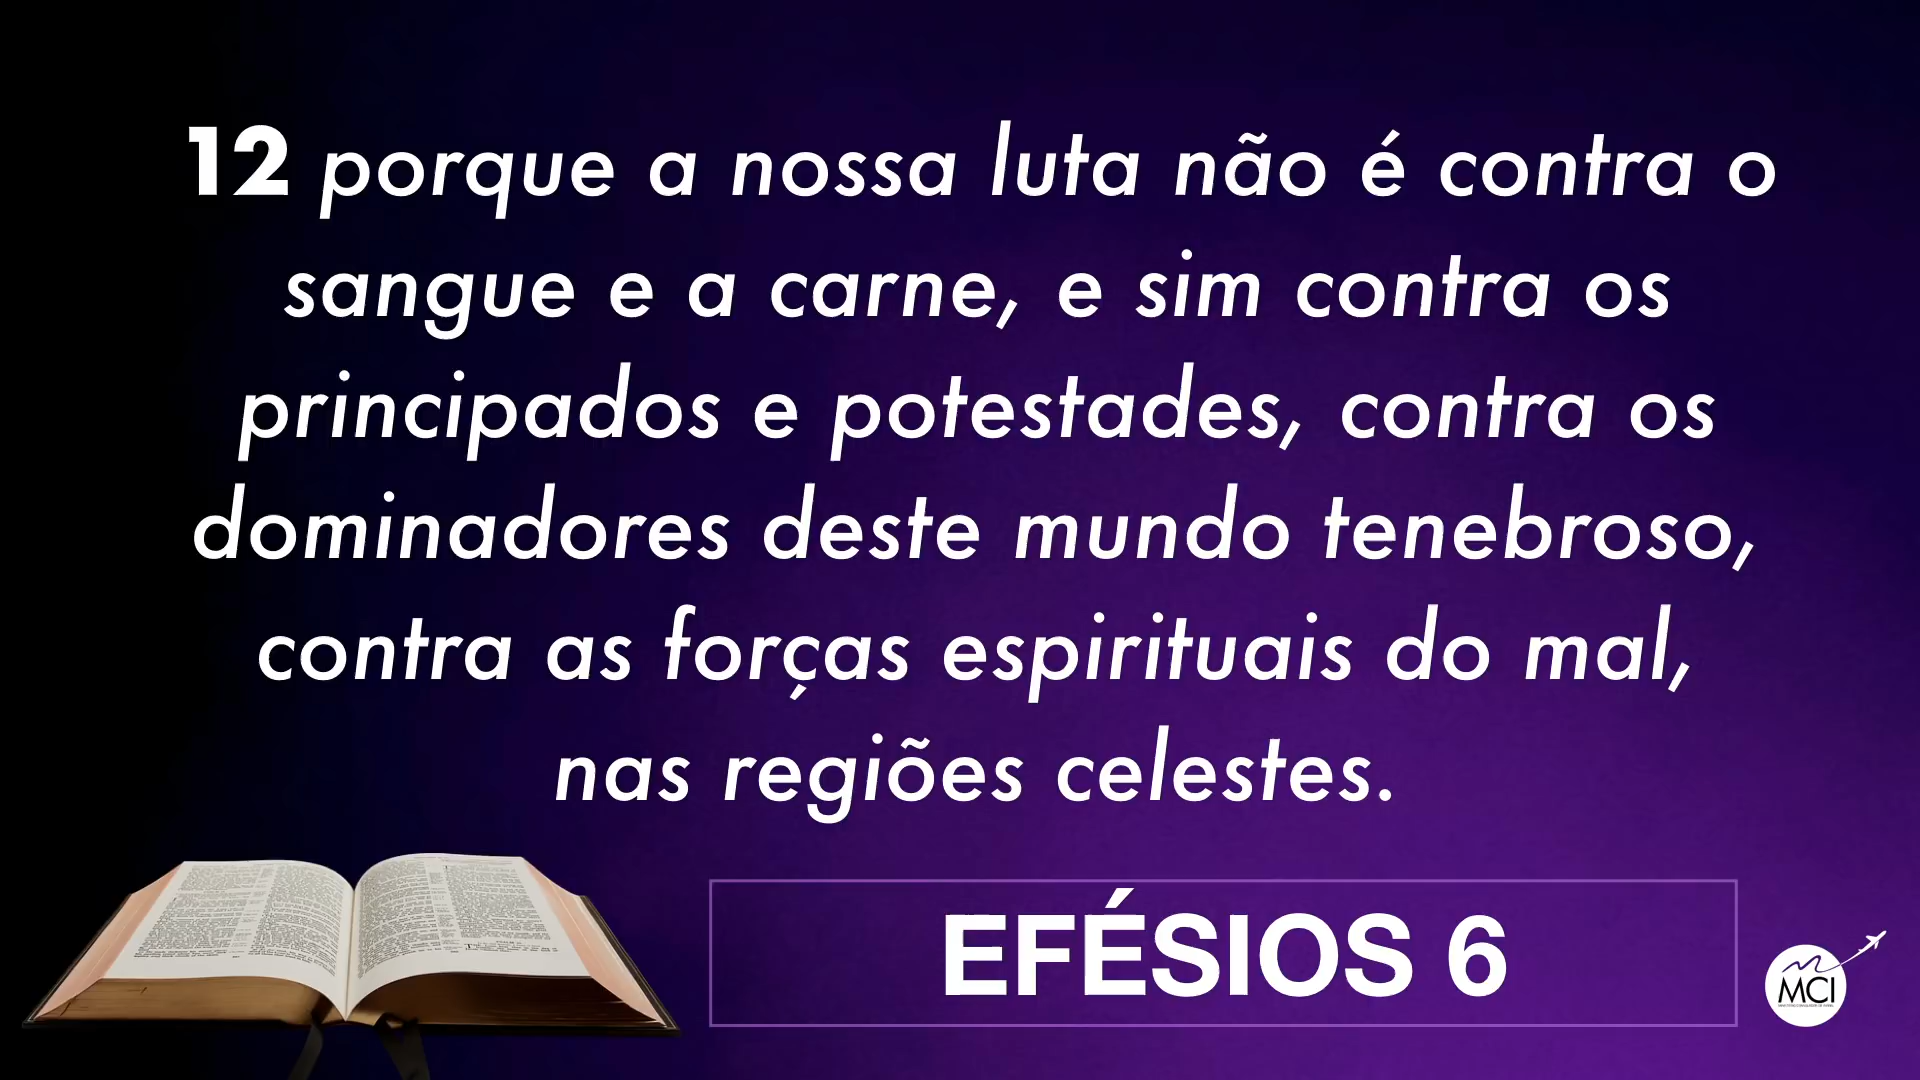 12 porque a nossa luta não é contra o
sangue e a carne, e sim contra os
principados e potestades, contra os
dominadores deste mundo tenebroso,
contra as forças espirituais do mal,
nas regiões celestes.
EFÉSIOS 6
MCI